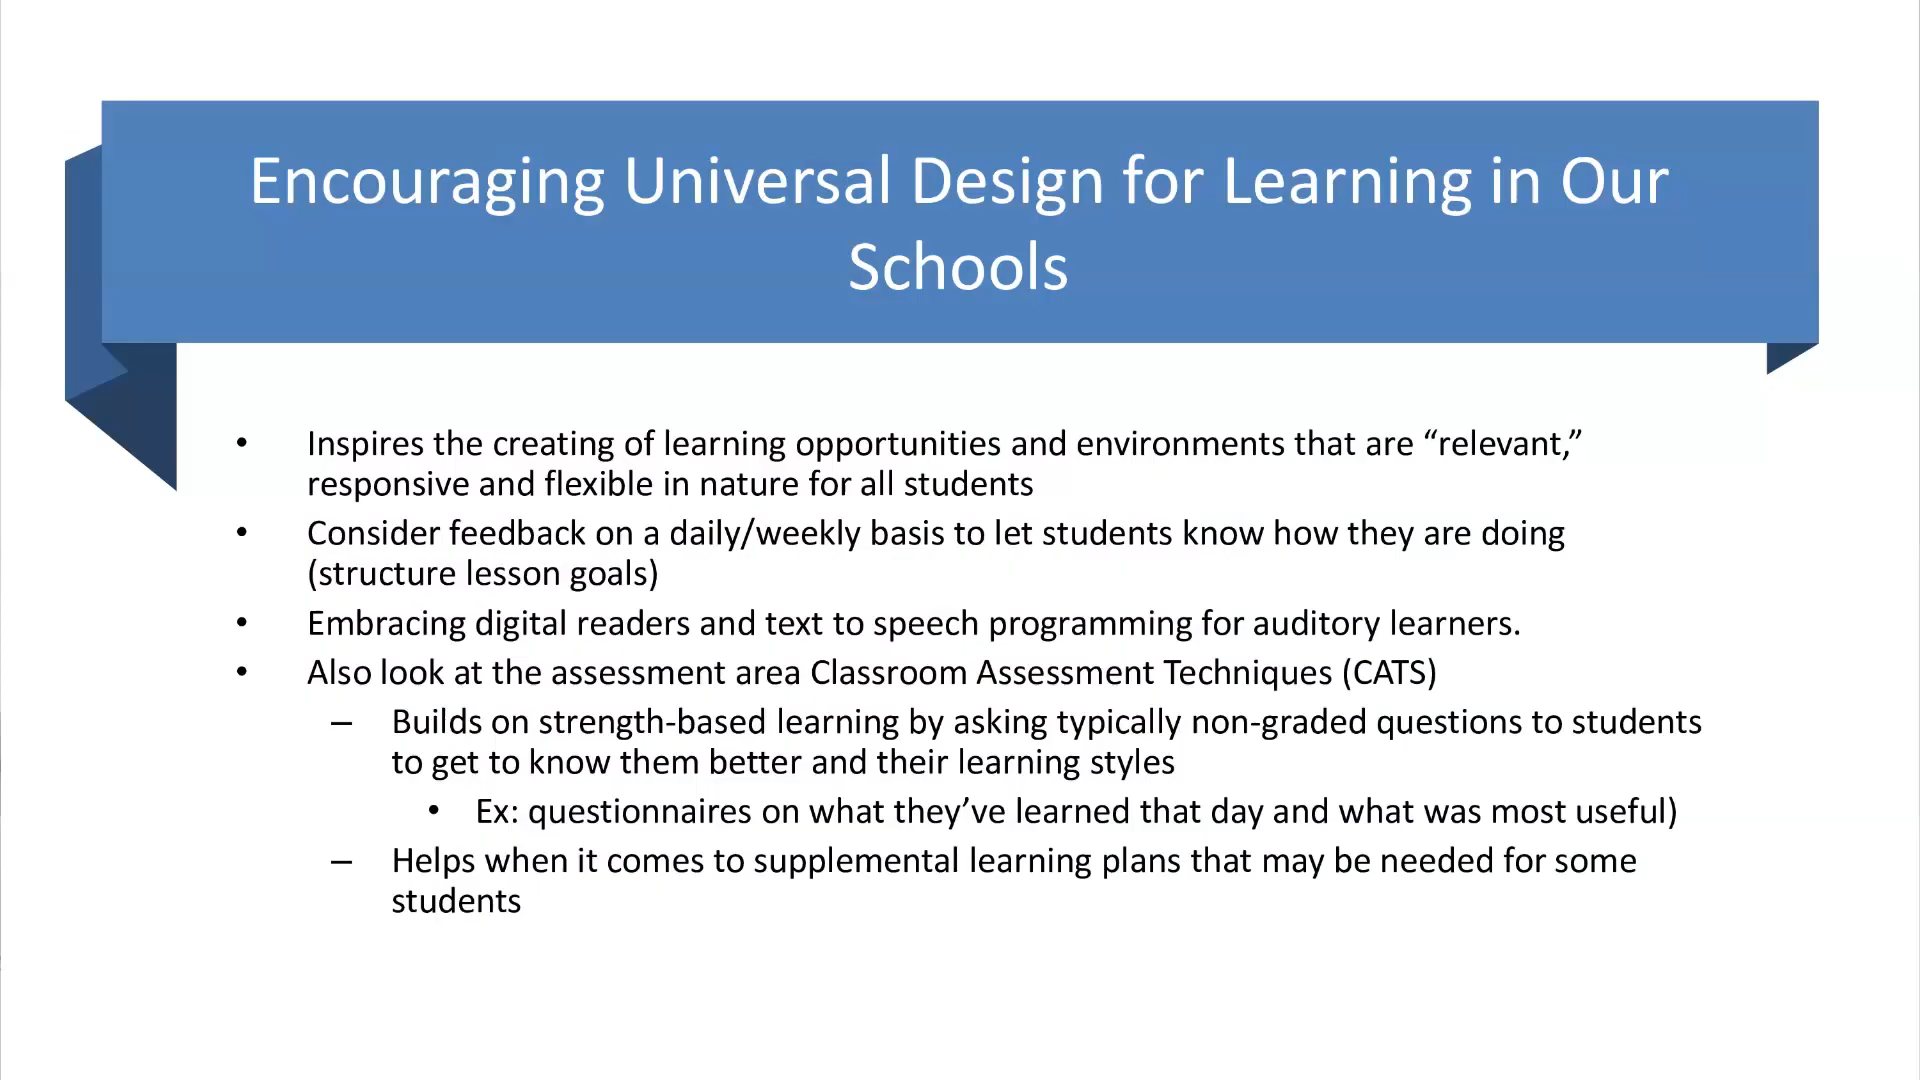 Encouraging Universal Design for Learning in Our
Schools
• Inspires the creating of learning opportunities and environments that are “relevant,”
responsive and flexible in nature for all students
• Consider feedback on a daily/weekly basis to let students know how they are doing
(structure lesson goals)
• Embracing digital readers and text to speech programming for auditory learners.
• Also look at the assessment area Classroom Assessment Techniques (CATS)
– Builds on strength-based learning by asking typically non-graded questions to students
to get to know them better and their learning styles
• Ex: questionnaires on what they’ve learned that day and what was most useful)
– Helps when it comes to supplemental learning plans that may be needed for some
students